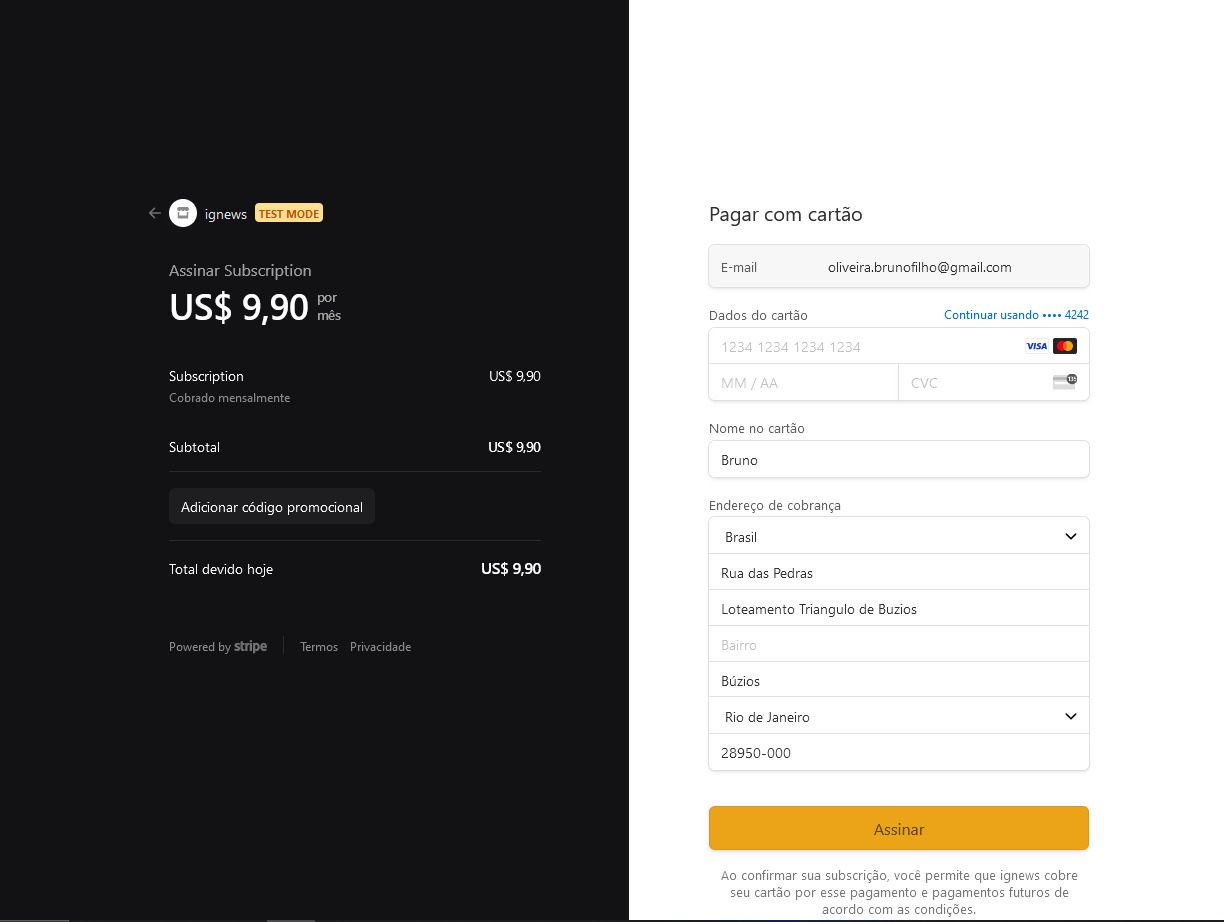 ignews TEST MODE
Assinar Subscription
US$ 9,90 por
mês
Subscription US$ 9,90
Cobrado mensalmente
Subtotal US$ 9,90
Adicionar código promocional
Total devido hoje US$ 9,90
Powered by stripe Termos Privacidade
Pagar com cartão
E-mail oliveira.brunofilho@gmail.com
Dados do cartão Continuar usando •••• 4242
1234 1234 1234 1234 VISA
MM / AA CVC 135
Nome no cartão
Bruno
Endereço de cobrança
Brasil
Rua das Pedras
Loteamento Triangulo de Buzios
Bairro
Búzios
Rio de Janeiro
28950-000
Assinar
Ao confirmar sua subscrição, você permite que ignews cobre
seu cartão por esse pagamento e pagamentos futuros de
acordo com as condições.